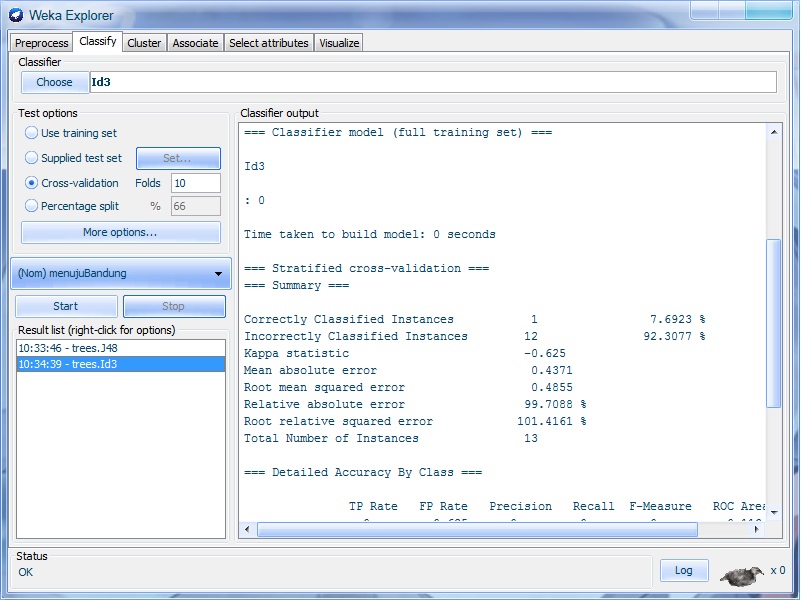 Weka Explorer
Preprocess Classify Cluster Associate Select attributes Visualize
Classifier
Choose Id3
Test options
Use training set
Supplied test set Set...
Cross-validation Folds 10
Percentage split % 66
More options...
(Nom) menujuBandung
Start Stop
Result list (right-click for options)
10:33:46 - trees.J48
10:34:39 - trees.Id3
Classifier output
=== Classifier model (full training set) ===
Id3
: 0
Time taken to build model: 0 seconds
=== Stratified cross-validation ===
=== Summary ===
Correctly Classified Instances 1 7.6923 %
Incorrectly Classified Instances 12 92.3077 %
Kappa statistic -0.625
Mean absolute error 0.4371
Root mean squared error 0.4855
Relative absolute error 99.7088 %
Root relative squared error 101.4161 %
Total Number of Instances 13
=== Detailed Accuracy By Class ===
TP Rate FP Rate Precision Recall F-Measure ROC Area
Status
OK
Log
x 0